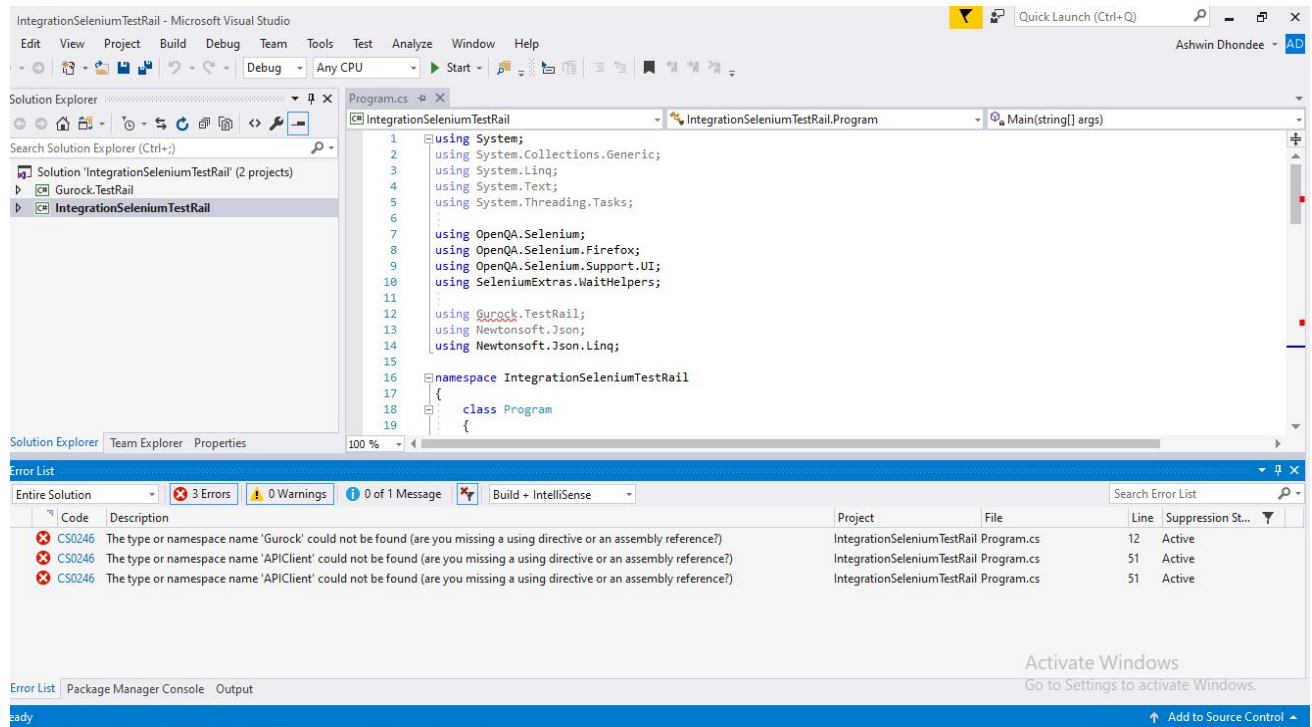 IntegrationSeleniumTestRail - Microsoft Visual Studio
Quick Launch (Ctrl+Q)
Edit View Project Build Debug Team Tools Test Analyze Window Help
Ashwin Dhondee AD
Debug Any CPU Start
Solution Explorer
Program.cs
IntegrationSeleniumTestRail IntegrationSeleniumTestRail.Program Main(string[] args)
Search Solution Explorer (Ctrl+;)
Solution 'IntegrationSeleniumTestRail' (2 projects)
C# Gurock.TestRail
C# IntegrationSeleniumTestRail
Solution Explorer Team Explorer Properties
1 using System;
2 using System.Collections.Generic;
3 using System.Linq;
4 using System.Text;
5 using System.Threading.Tasks;
6
7 using OpenQA.Selenium;
8 using OpenQA.Selenium.Firefox;
9 using OpenQA.Selenium.Support.UI;
10 using SeleniumExtras.WaitHelpers;
11
12 using Gurock.TestRail;
13 using Newtonsoft.Json;
14 using Newtonsoft.Json.Linq;
15
16 namespace IntegrationSeleniumTestRail
17 {
18 class Program
19 {
100 %
Error List
Entire Solution 3 Errors 0 Warnings 0 of 1 Message Build + IntelliSense Search Error List
Code Description Project File Line Suppression St...
CS0246 The type or namespace name 'Gurock' could not be found (are you missing a using directive or an assembly reference?) IntegrationSeleniumTestRail Program.cs 12 Active
CS0246 The type or namespace name 'APIClient' could not be found (are you missing a using directive or an assembly reference?) IntegrationSeleniumTestRail Program.cs 51 Active
CS0246 The type or namespace name 'APIClient' could not be found (are you missing a using directive or an assembly reference?) IntegrationSeleniumTestRail Program.cs 51 Active
Activate Windows
Go to Settings to activate Windows.
Error List Package Manager Console Output
eady
Add to Source Control